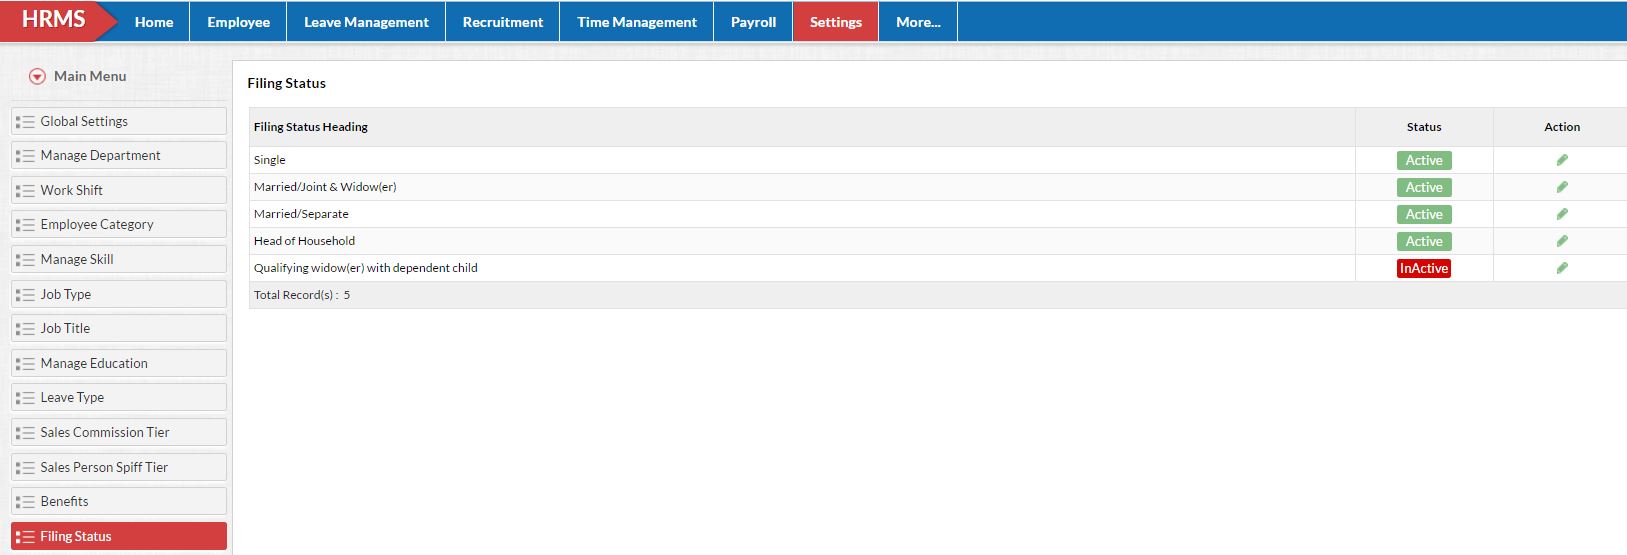 HRMS Home Employee Leave Management Recruitment Time Management Payroll Settings More...
Main Menu
Global Settings
Manage Department
Work Shift
Employee Category
Manage Skill
Job Type
Job Title
Manage Education
Leave Type
Sales Commission Tier
Sales Person Spiff Tier
Benefits
Filing Status
Filing Status
Filing Status Heading Status Action
Single Active
Married/Joint & Widow(er) Active
Married/Separate Active
Head of Household Active
Qualifying widow(er) with dependent child InActive
Total Record(s) : 5